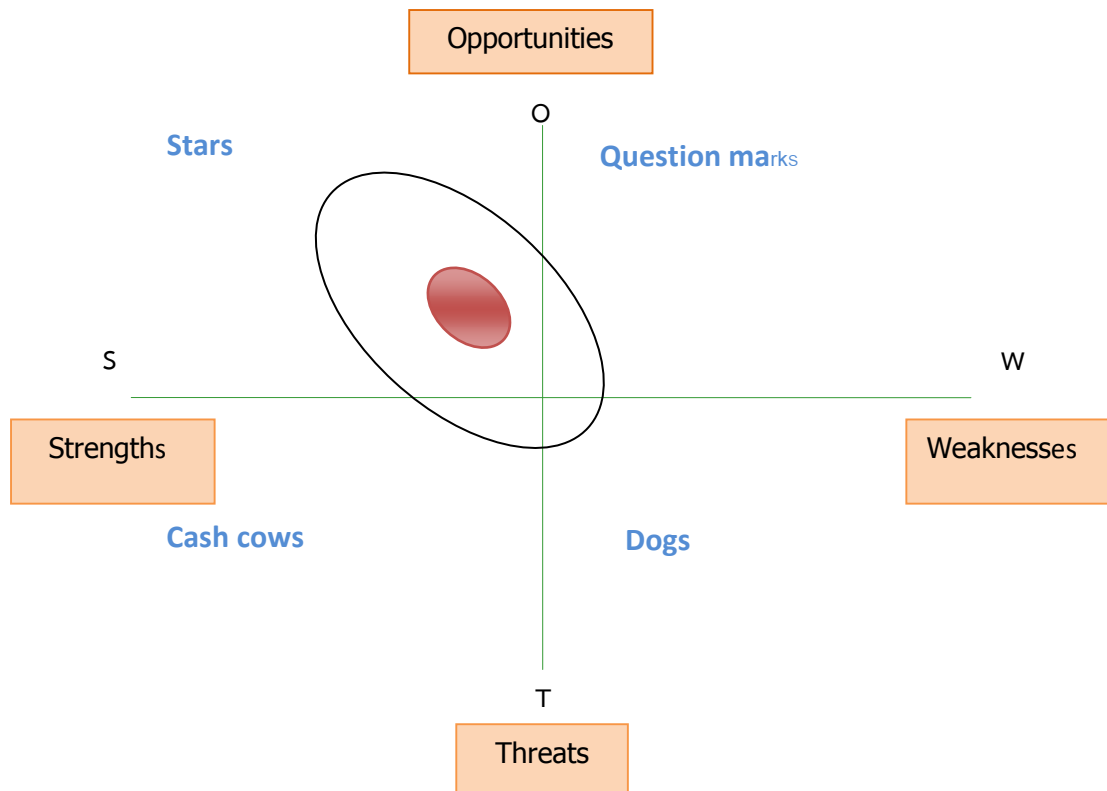 Opportunities
O
Stars
Question marks
S
W
Strengths
Weaknesses
Cash cows
Dogs
T
Threats